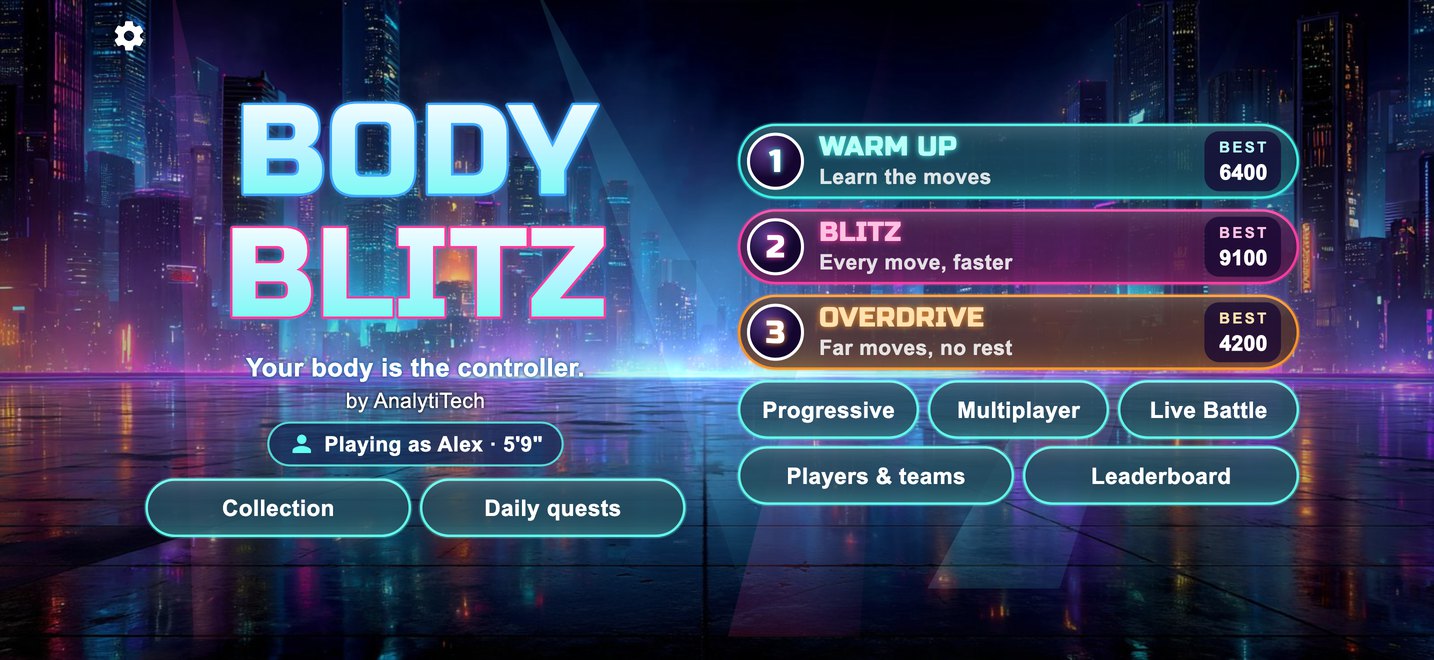 BODY
BLITZ
Your body is the controller.
by AnalytiTech
Playing as Alex · 5'9"
Collection
Daily quests
1
WARM UP
Learn the moves
BEST
6400
2
BLITZ
Every move, faster
BEST
9100
3
OVERDRIVE
Far moves, no rest
BEST
4200
Progressive
Multiplayer
Live Battle
Players & teams
Leaderboard